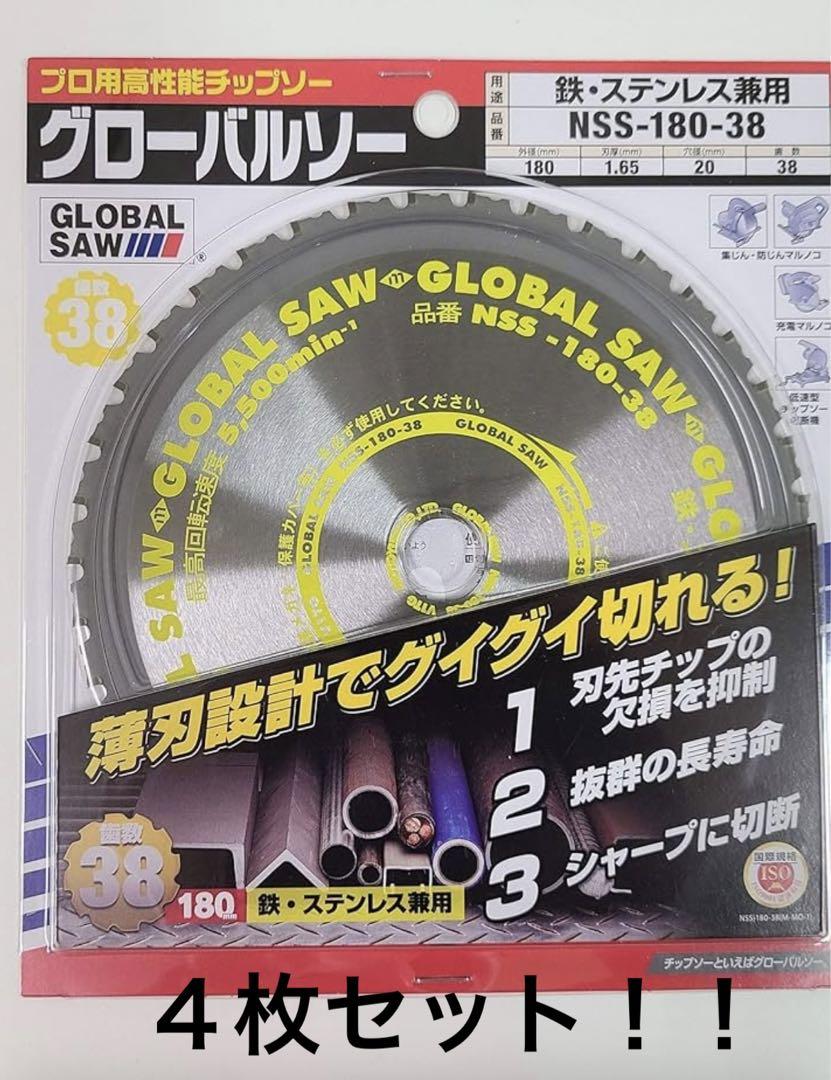 プロ用高性能チップソー
グローバルソー
用途
鉄・ステンレス兼用
品番
NSS-180-38
外径(mm)
刃厚(mm)
穴径(mm)
歯数
180
1.65
20
38
GLOBAL
SAW
®
歯数
38
集じん・防じんマルノコ
充電マルノコ
低速型
チップソー
切断機
GLOBAL SAW
GLOBAL SAW
品番 NSS -180-38
最高回転速度 5,500min-1
保護カバー
必ず使用してください。
NSS-180-38
GLOBAL SAW
NSS-180-38
薄刃設計でグイグイ切れる!
1
刃先チップの
欠損を抑制
2
抜群の長寿命
3
シャープに切断
歯数
38
180mm
鉄・ステンレス兼用
国際規格
ISO
チップソーといえばグローバルソー
4枚セット！！